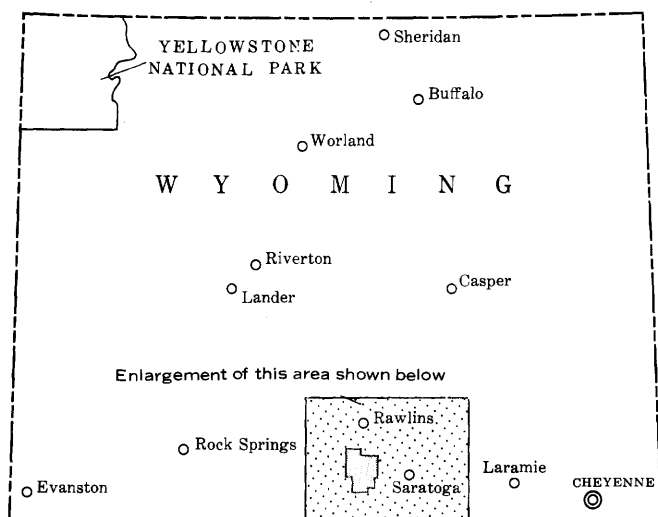 YELLOWSTONE
NATIONAL PARK
Sheridan
Buffalo
Worland
WYOMING
Riverton
Lander
Casper
Enlargement of this area shown below
Rawlins
Rock Springs
Saratoga
Laramie
CHEYENNE
Evanston